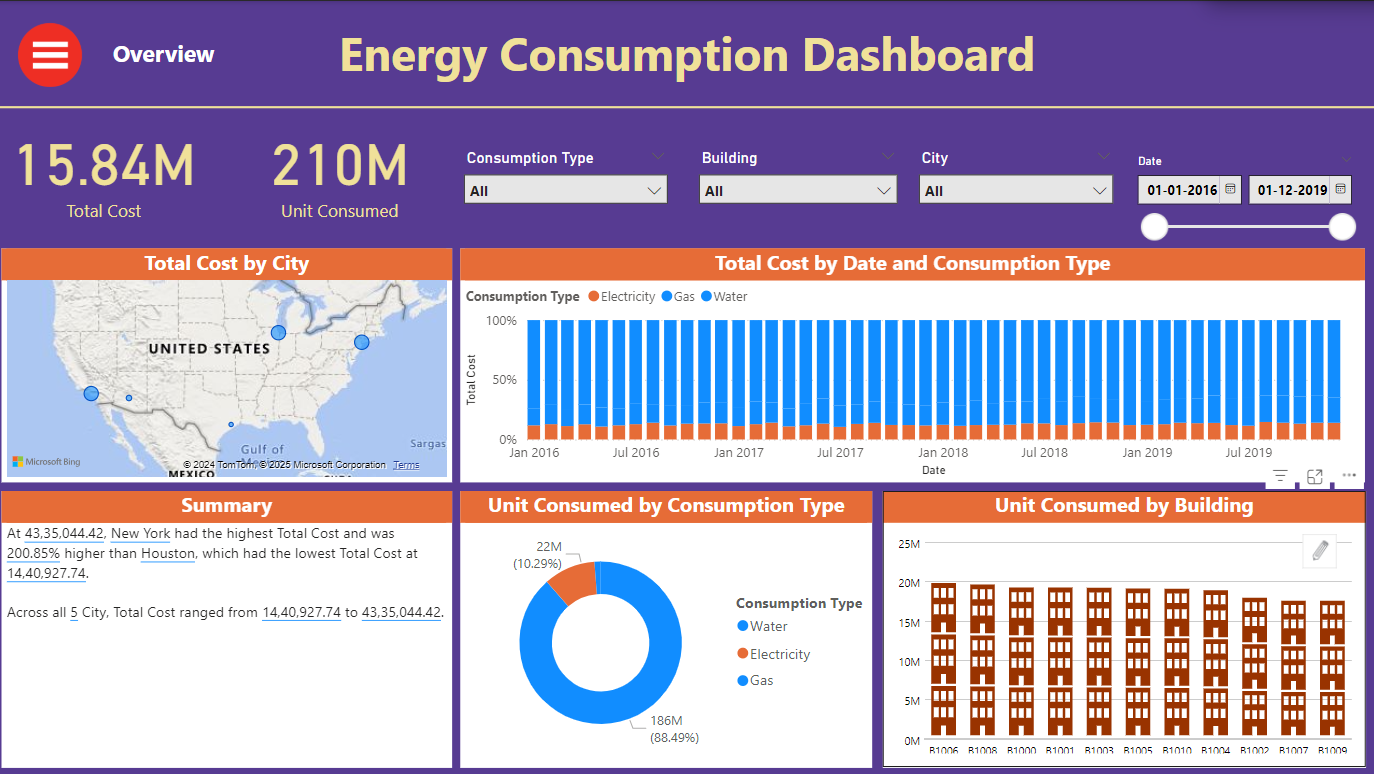 Overview
Energy Consumption Dashboard
15.84M
Total Cost
210M
Unit Consumed
Consumption Type
All
Building
All
City
All
Date
01-01-2016
01-12-2019
Total Cost by City
UNITED STATES
Gulf of
Sargas
MEXICO
Microsoft Bing
© 2024 TomTom, © 2025 Microsoft Corporation Terms
Total Cost by Date and Consumption Type
Consumption Type Electricity Gas Water
Total Cost
100%
50%
0%
Jan 2016 Jul 2016 Jan 2017 Jul 2017 Jan 2018 Jul 2018 Jan 2019 Jul 2019
Date
Summary
At 43,35,044.42, New York had the highest Total Cost and was
200.85% higher than Houston, which had the lowest Total Cost at
14,40,927.74.
Across all 5 City, Total Cost ranged from 14,40,927.74 to 43,35,044.42.
Unit Consumed by Consumption Type
22M
(10.29%)
186M
(88.49%)
Consumption Type
Water
Electricity
Gas
Unit Consumed by Building
25M
20M
15M
10M
5M
0M
B1006 B1008 B1000 B1001 B1003 B1005 B1010 B1004 B1002 B1007 B1009